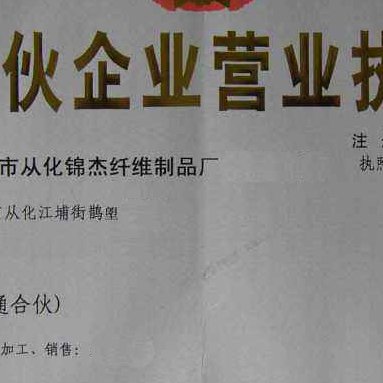 伙企业营业执
注
执照
市从化锦杰纤维制品厂
从化江埔街鹊塱
通合伙)
加工、销售: